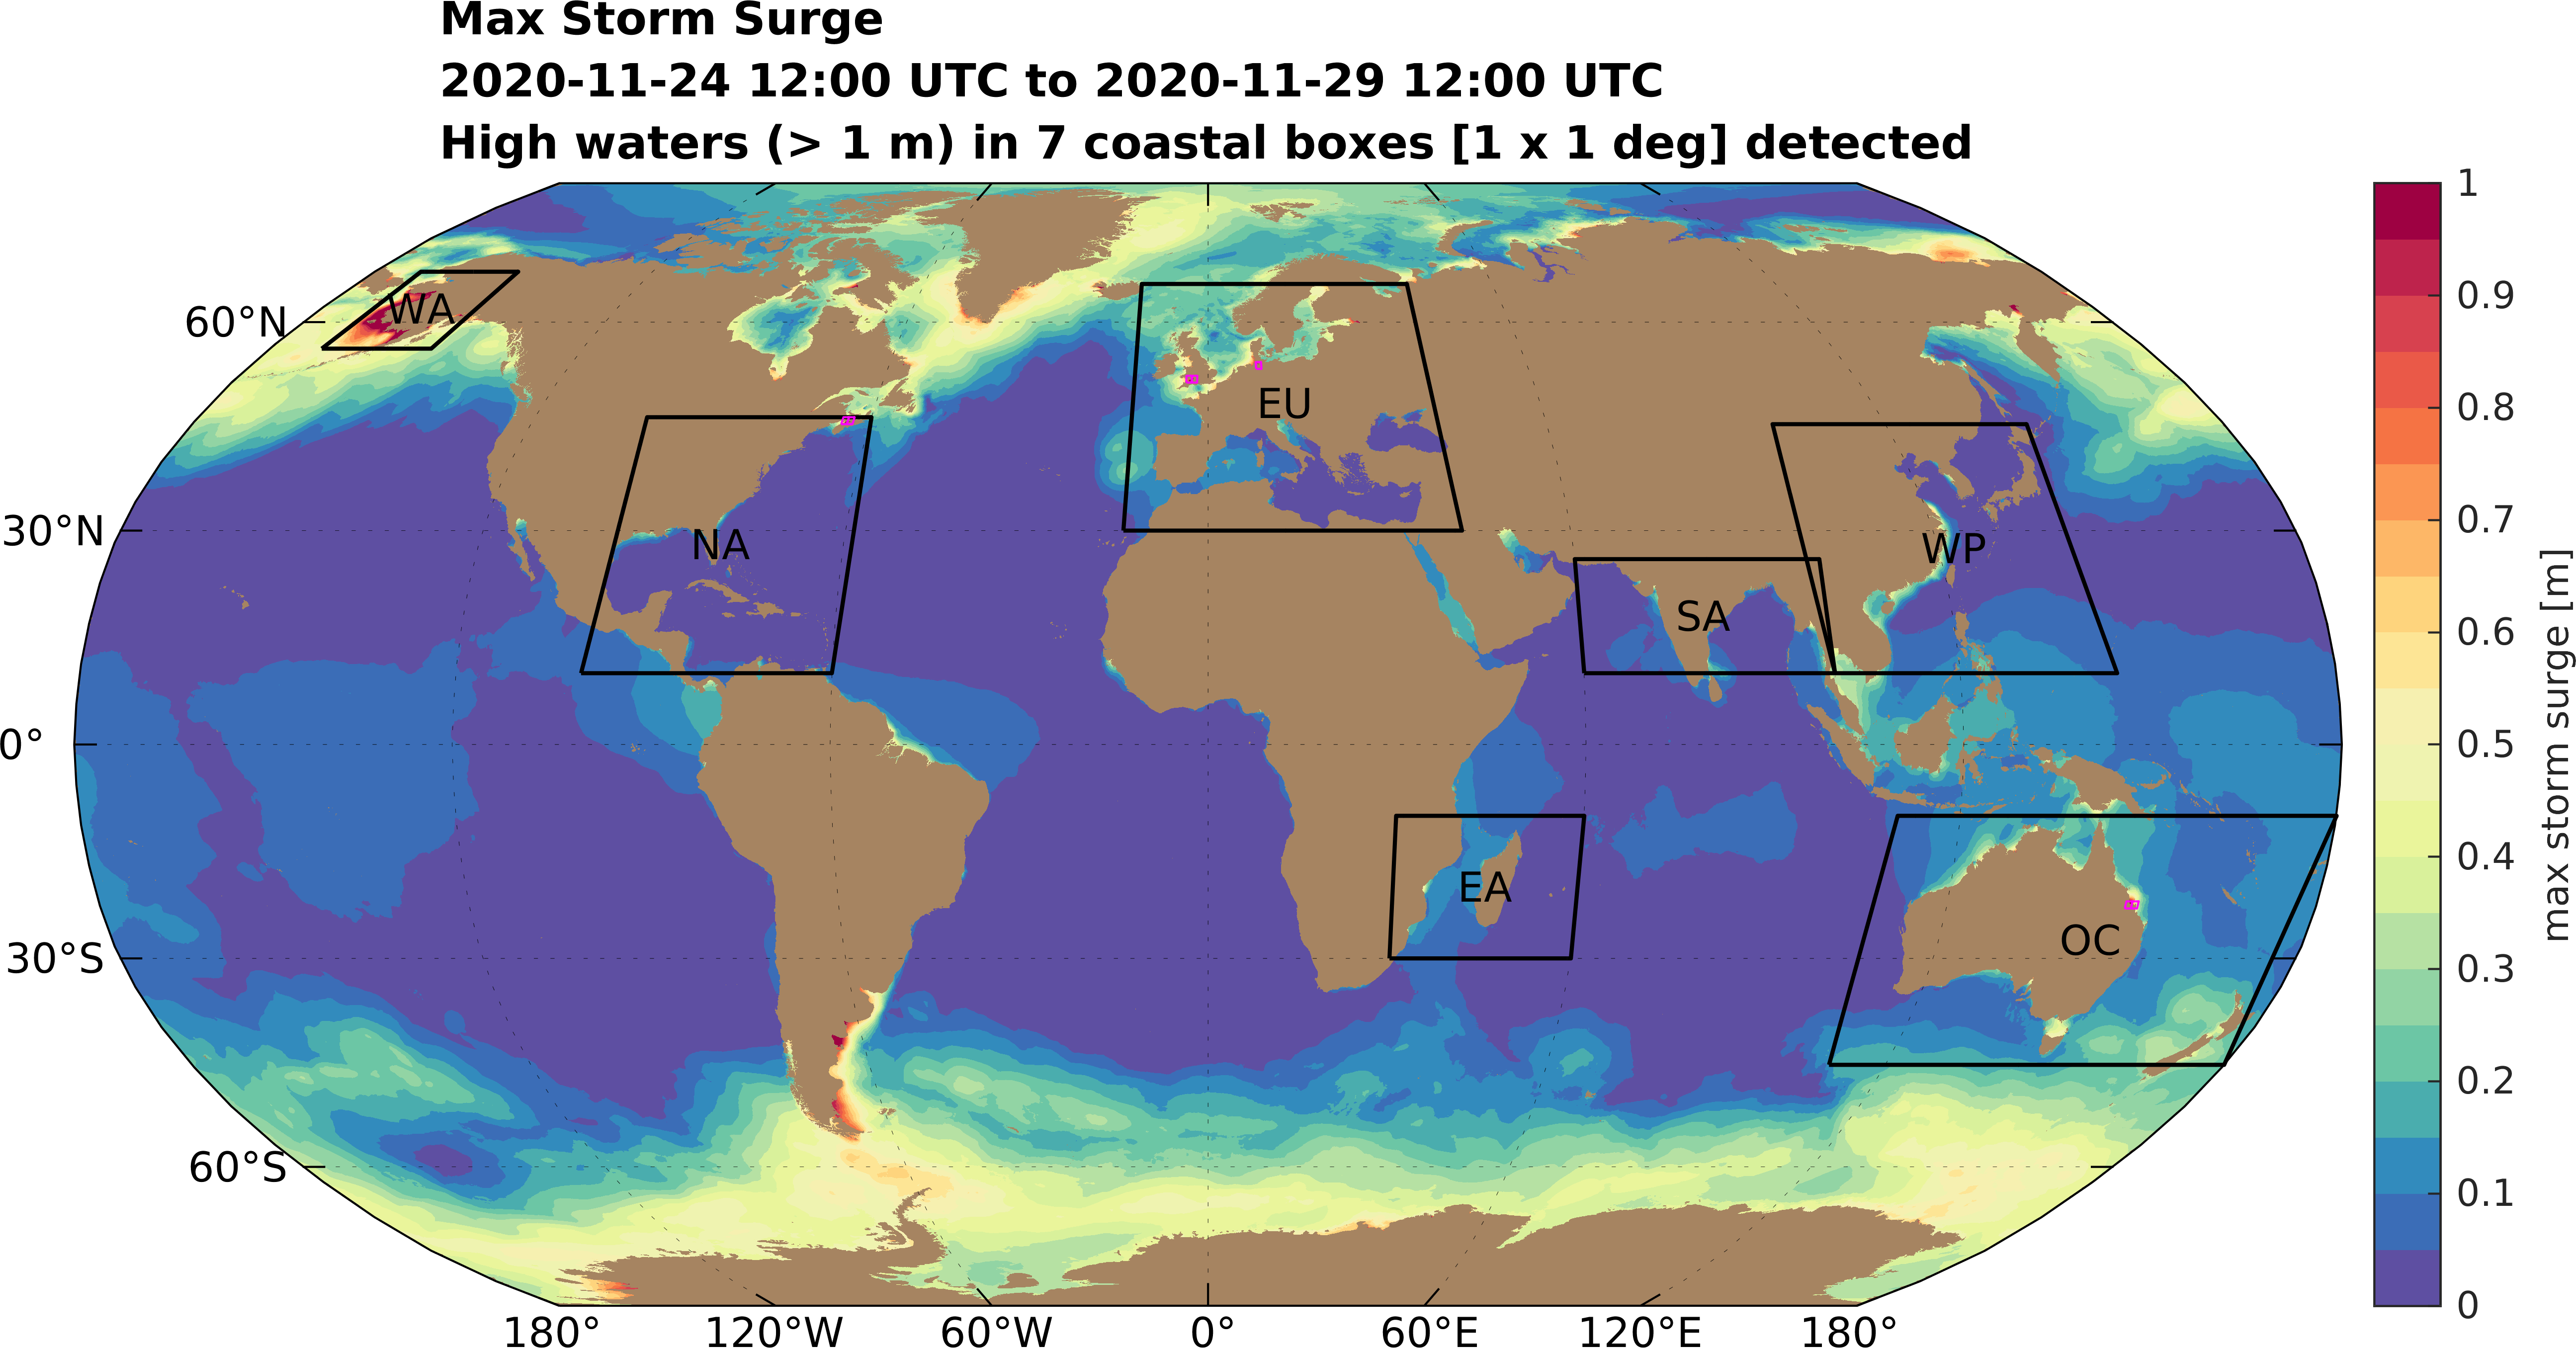 Max Storm Surge
2020-11-24 12:00 UTC to 2020-11-29 12:00 UTC
High waters (> 1 m) in 7 coastal boxes [1 x 1 deg] detected
60°N
30°N
0°
30°S
60°S
180°
120°W
60°W
0°
60°E
120°E
180°
WA
NA
EU
SA
WP
EA
OC
1
0.9
0.8
0.7
0.6
0.5
0.4
0.3
0.2
0.1
0
max storm surge [m]